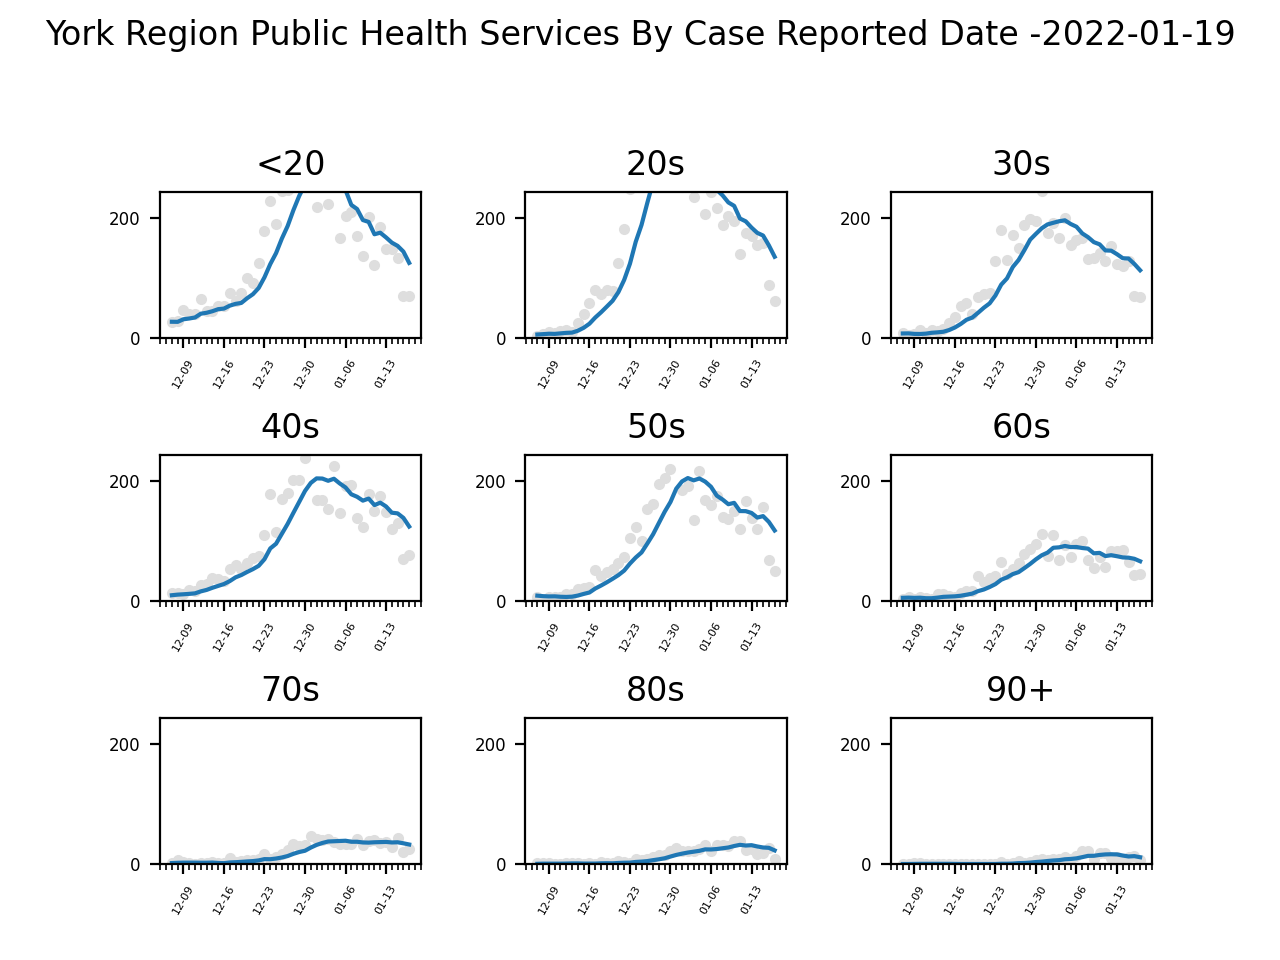 York Region Public Health Services By Case Reported Date -2022-01-19
<20 20s 30s
200 200 200
0 0 0
12-09 12-16 12-23 12-30 01-06 01-13 12-09 12-16 12-23 12-30 01-06 01-13 12-09 12-16 12-23 12-30 01-06 01-13
40s 50s 60s
200 200 200
0 0 0
12-09 12-16 12-23 12-30 01-06 01-13 12-09 12-16 12-23 12-30 01-06 01-13 12-09 12-16 12-23 12-30 01-06 01-13
70s 80s 90+
200 200 200
0 0 0
12-09 12-16 12-23 12-30 01-06 01-13 12-09 12-16 12-23 12-30 01-06 01-13 12-09 12-16 12-23 12-30 01-06 01-13